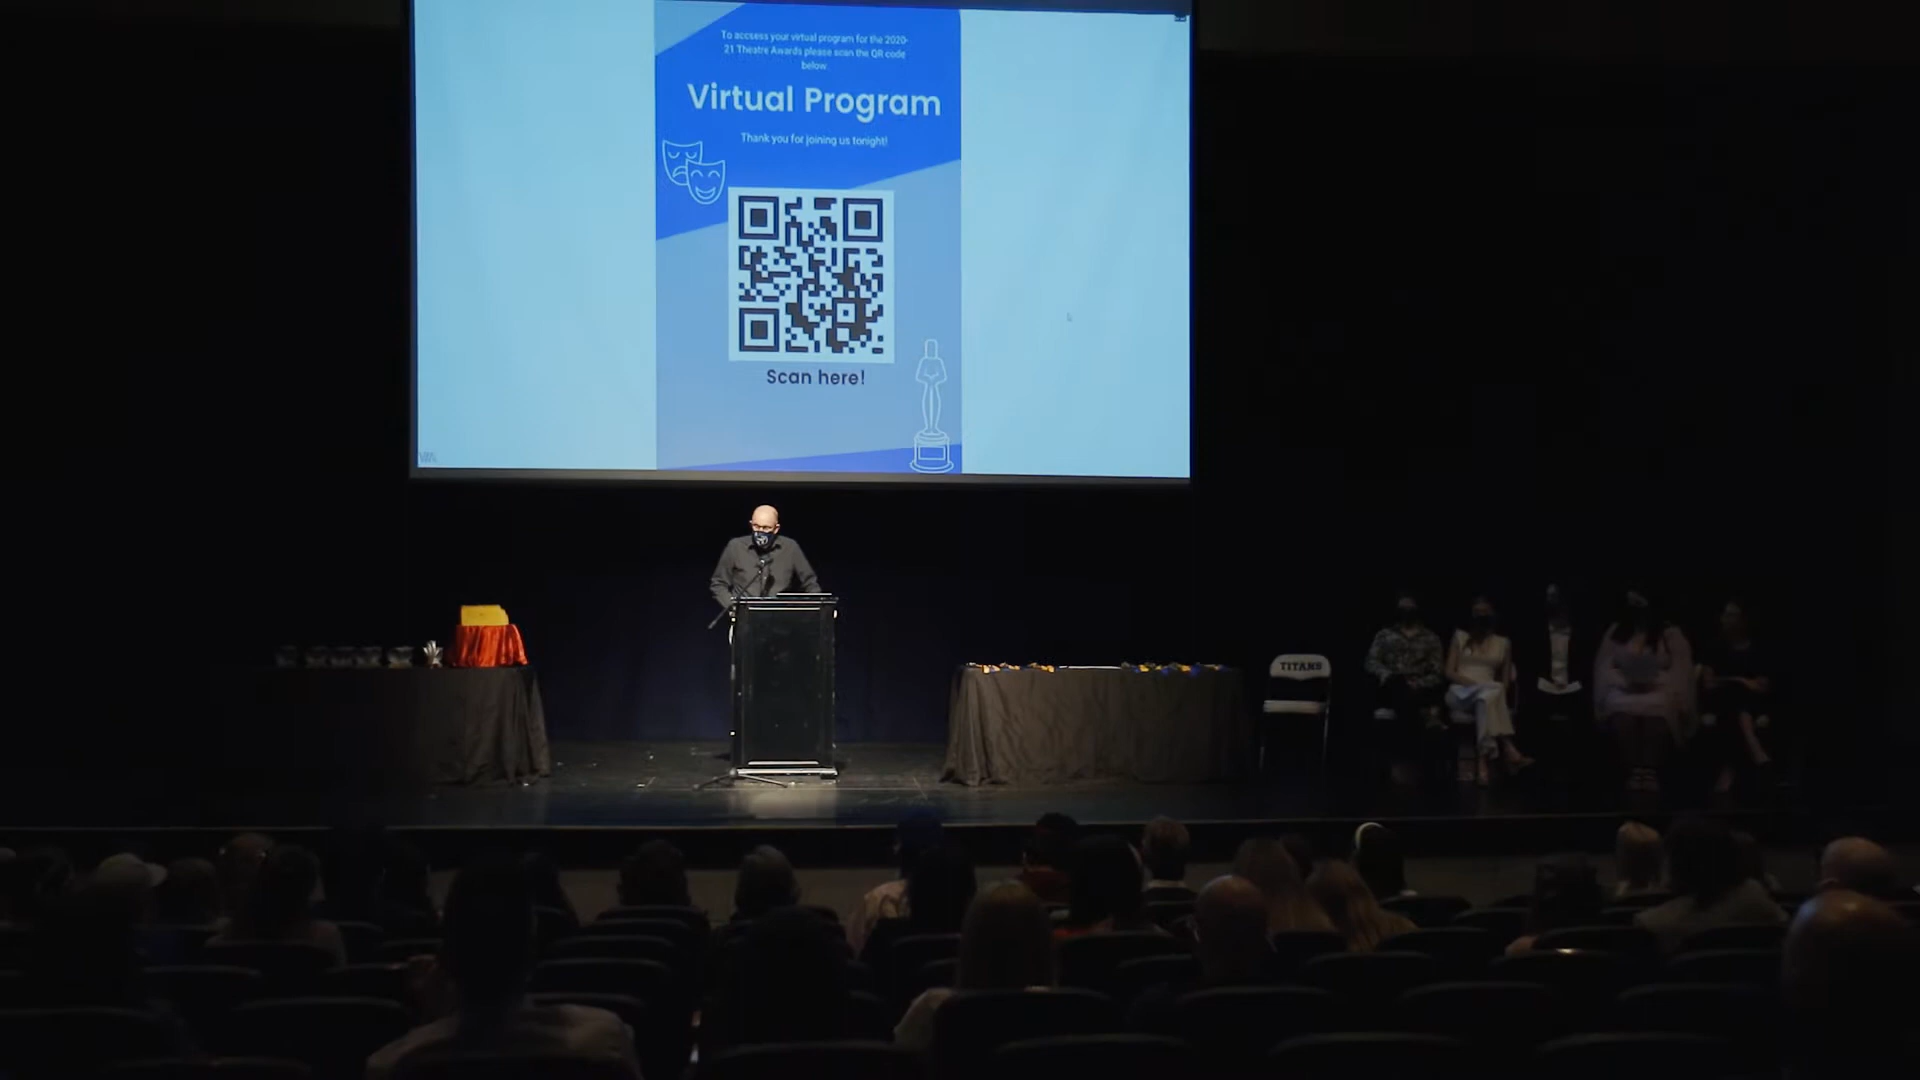 To accsess your virtual program for the 2020-
21 Theatre Awards please scan the QR code
below
Virtual Program
Thank you for joining us tonight!
Scan here!
TITANS